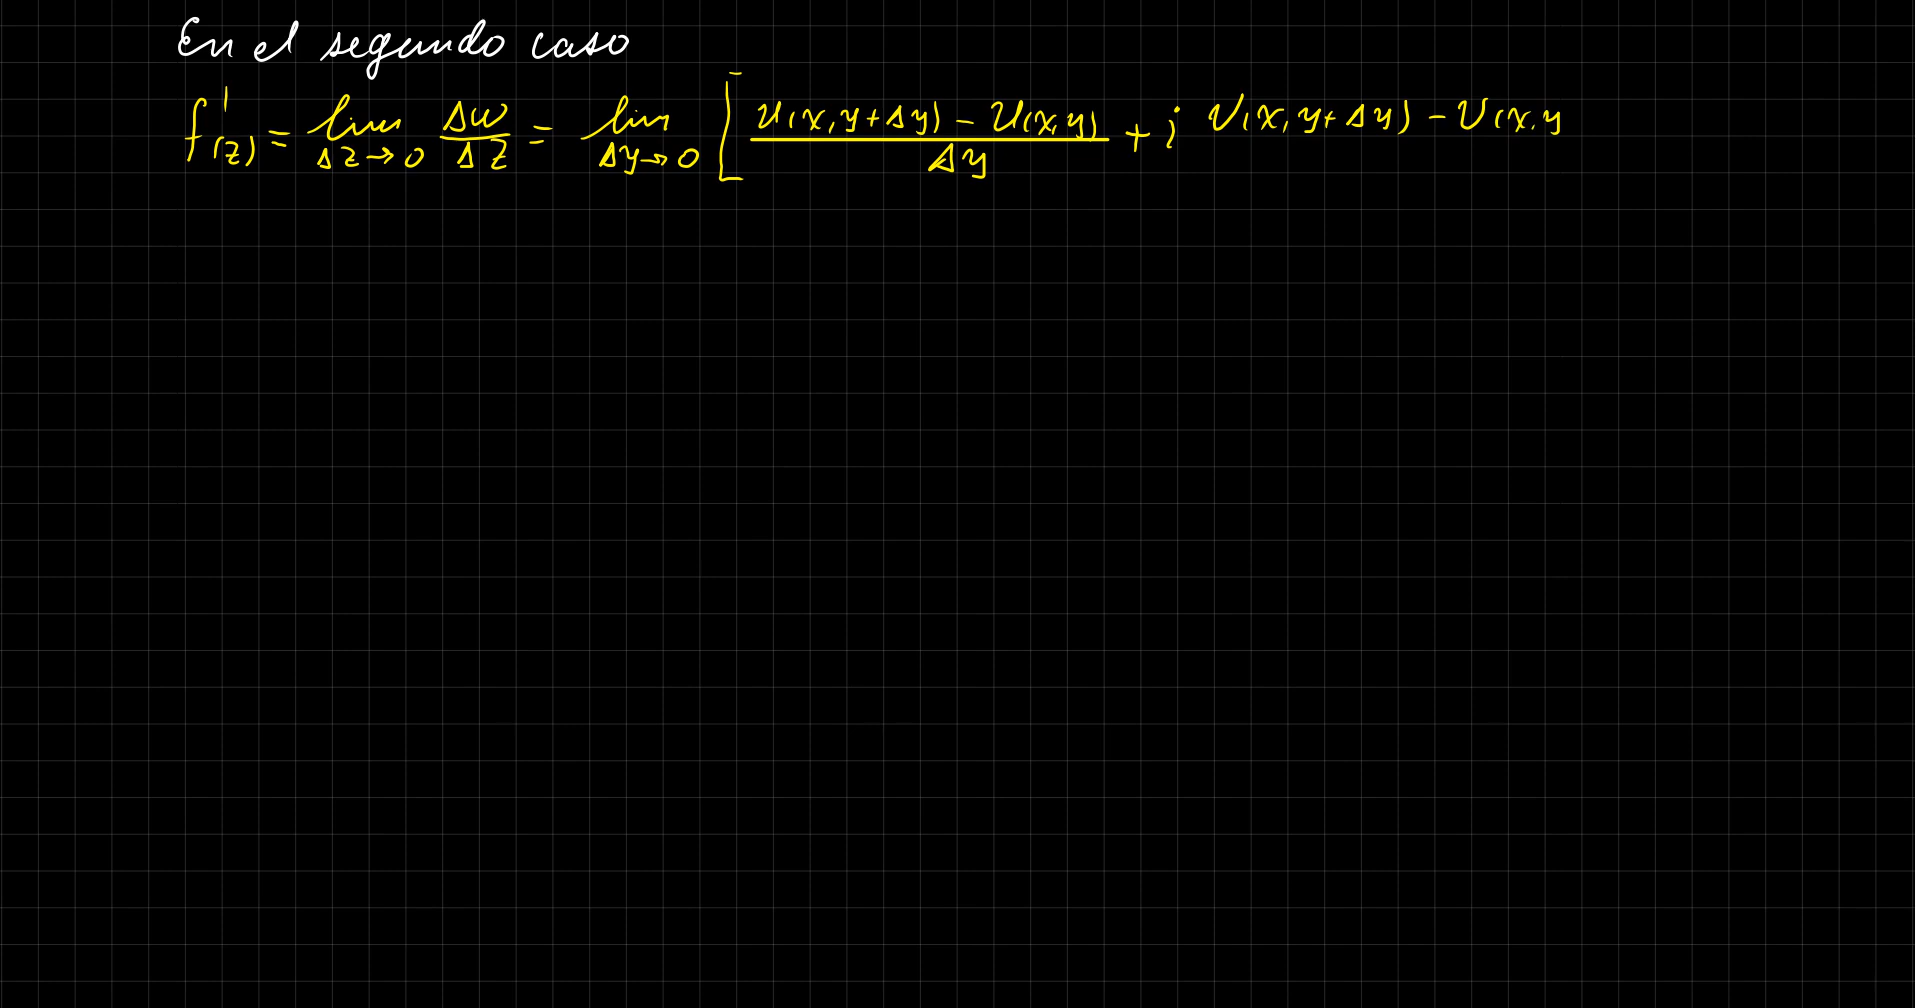 En el segundo caso
f'(z) = lim Δz→0 Δw/Δz = lim Δy→0 [ u(x,y+Δy) - u(x,y) / Δy + i v(x,y+Δy) - v(x,y